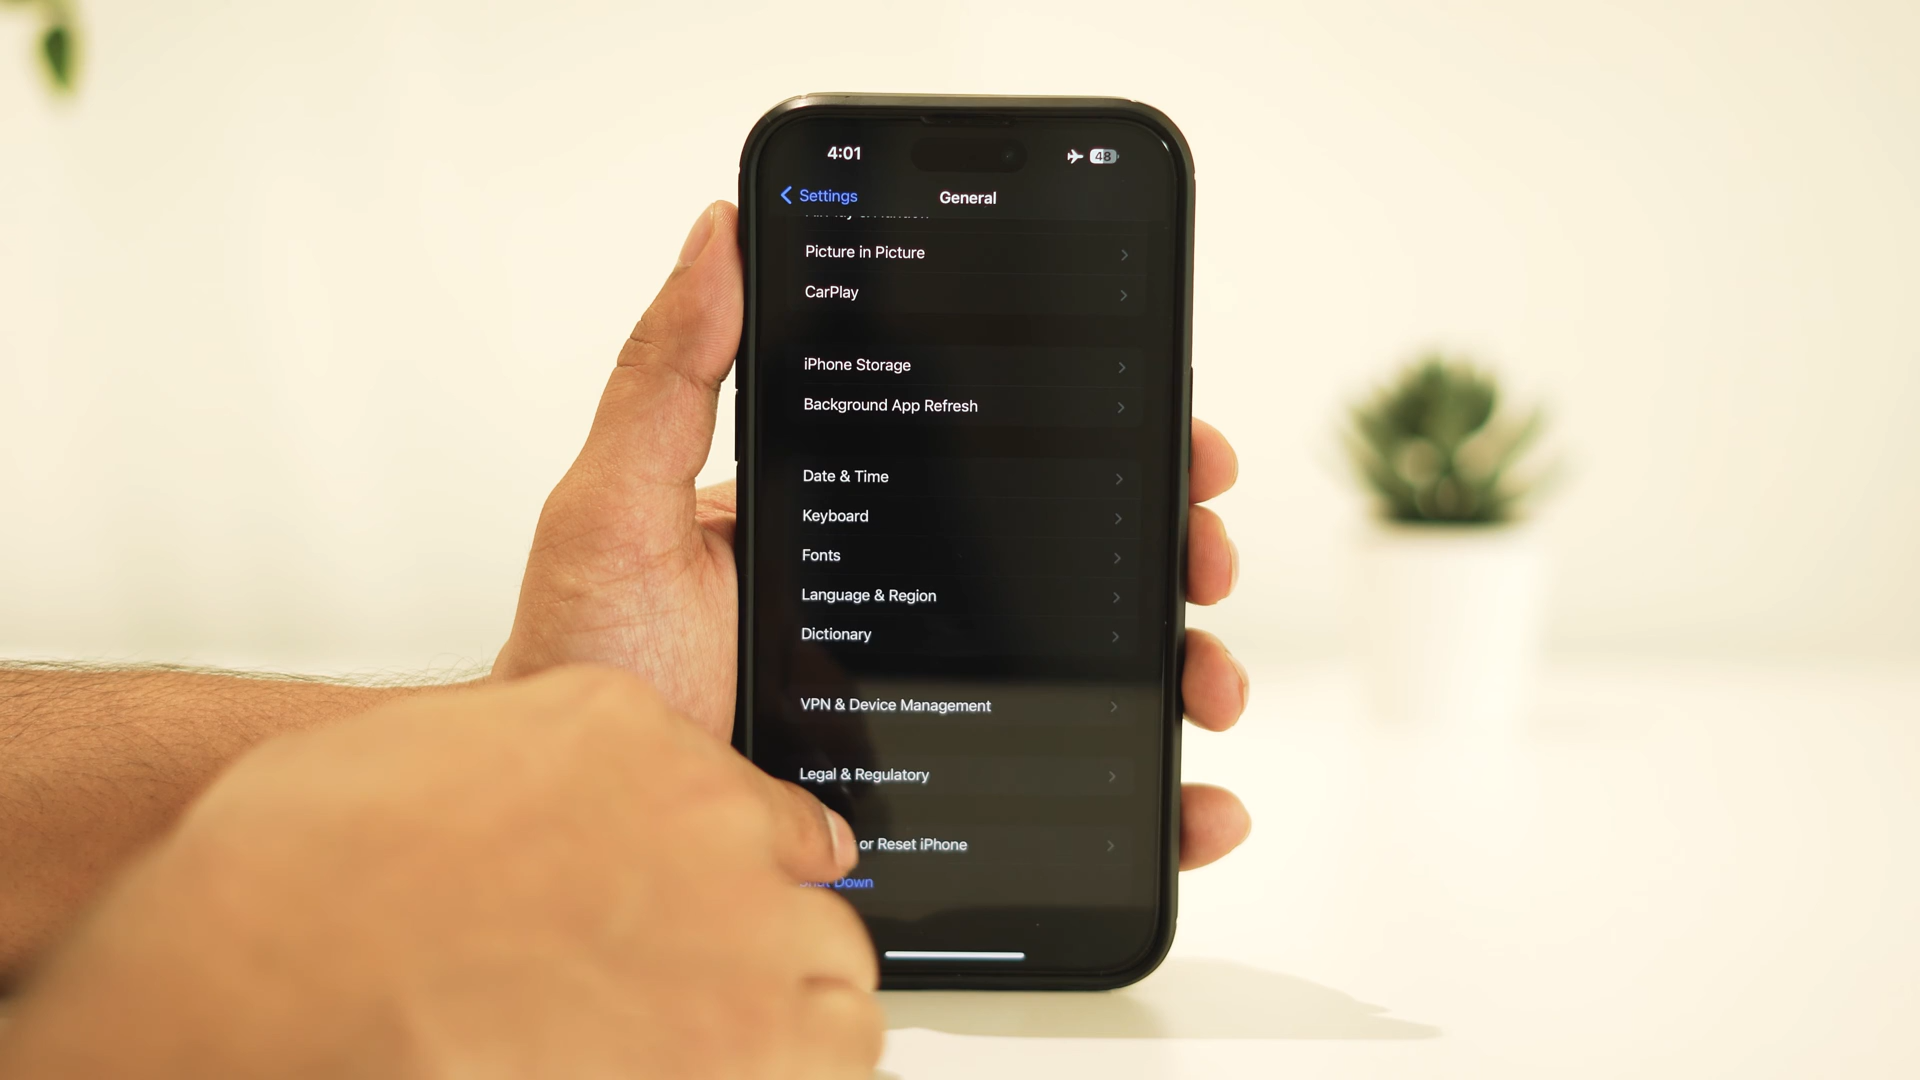 4:01
48
Settings
General
Picture in Picture
CarPlay
iPhone Storage
Background App Refresh
Date & Time
Keyboard
Fonts
Language & Region
Dictionary
VPN & Device Management
Legal & Regulatory
or Reset iPhone
Shut Down